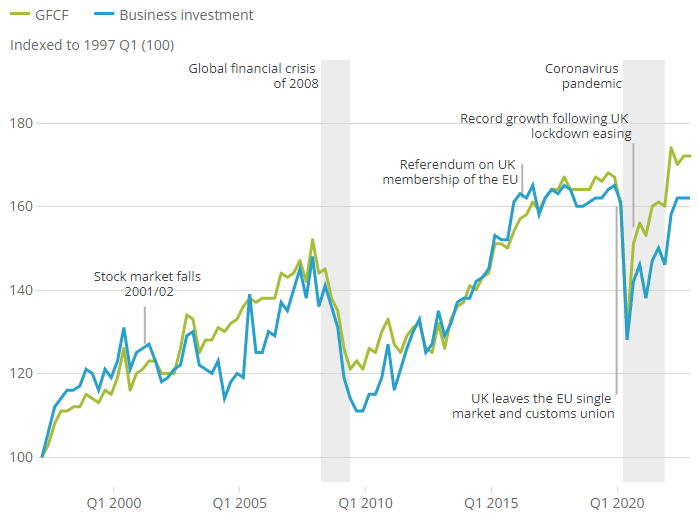 GFCF Business investment
Indexed to 1997 Q1 (100)
Global financial crisis
of 2008
Coronavirus
pandemic
Record growth following UK
lockdown easing
180
Referendum on UK
membership of the EU
160
Stock market falls
2001/02
140
120
UK leaves the EU single
market and customs union
100
Q1 2000 Q1 2005 Q1 2010 Q1 2015 Q1 2020